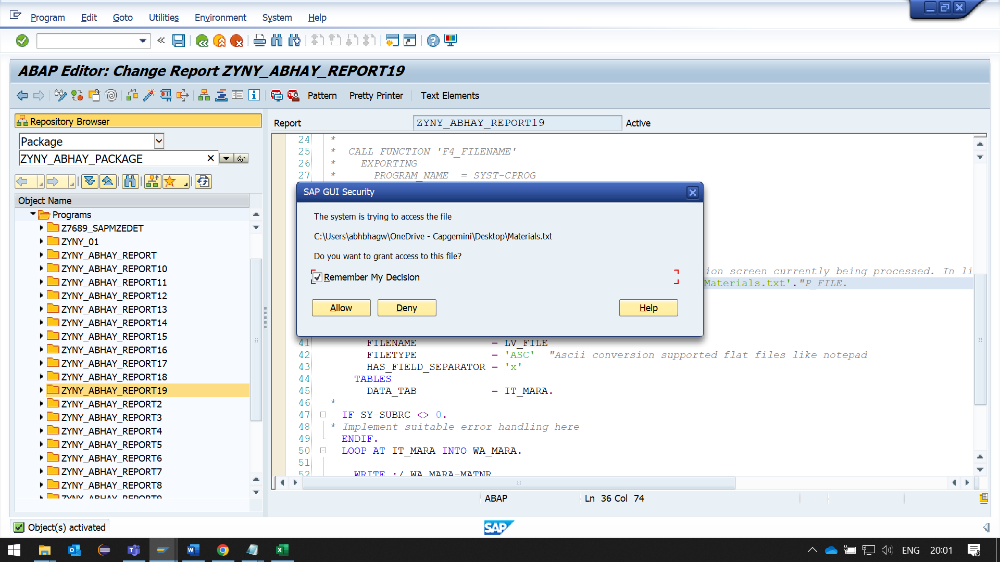 Program Edit Goto Utilities Environment System Help
ABAP Editor: Change Report ZYNY_ABHAY_REPORT19
Pattern Pretty Printer Text Elements
Repository Browser
Package
ZYNY_ABHAY_PACKAGE
Object Name
Programs
Z7689_SAPMZEDET
ZYNY_01
ZYNY_ABHAY_REPORT
ZYNY_ABHAY_REPORT10
ZYNY_ABHAY_REPORT11
ZYNY_ABHAY_REPORT12
ZYNY_ABHAY_REPORT13
ZYNY_ABHAY_REPORT14
ZYNY_ABHAY_REPORT15
ZYNY_ABHAY_REPORT16
ZYNY_ABHAY_REPORT17
ZYNY_ABHAY_REPORT18
ZYNY_ABHAY_REPORT19
ZYNY_ABHAY_REPORT2
ZYNY_ABHAY_REPORT3
ZYNY_ABHAY_REPORT4
ZYNY_ABHAY_REPORT5
ZYNY_ABHAY_REPORT6
ZYNY_ABHAY_REPORT7
ZYNY_ABHAY_REPORT8
ZYNY_ABHAY_REPORT9
Report ZYNY_ABHAY_REPORT19 Active
24 *
25 * CALL FUNCTION 'F4_FILENAME'
26 * EXPORTING
27 * PROGRAM_NAME = SYST-CPROG
SAP GUI Security
The system is trying to access the file
C:\Users\abhbhagw\OneDrive - Capgemini\Desktop\Materials.txt
Do you want to grant access to this file?
Remember My Decision
Allow Deny Help
ion screen currently being processed. In li
Materials.txt'."P_FILE.
41 FILENAME = LV_FILE
42 FILETYPE = 'ASC' "Ascii conversion supported flat files like notepad
43 HAS_FIELD_SEPARATOR = 'x'
44 TABLES
45 DATA_TAB = IT_MARA.
46 *
47 IF SY-SUBRC <> 0.
48 * Implement suitable error handling here
49 ENDIF.
50 LOOP AT IT_MARA INTO WA_MARA.
51
52 WRITE :/ WA_MARA-MATNR
ABAP Ln 36 Col 74
Object(s) activated
SAP
ENG 20:01